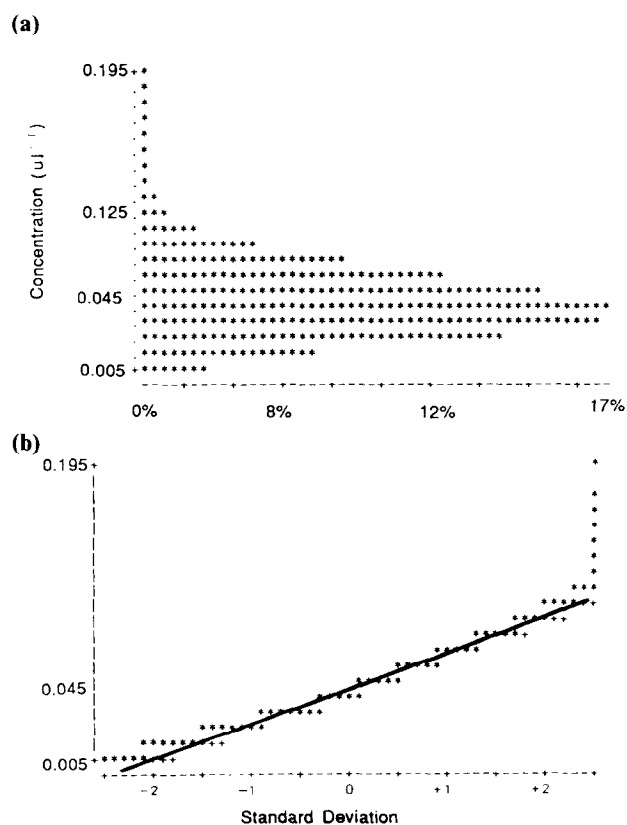 (a)
0.195
0.125
0.045
0.005
Concentration (ul⁻¹)
0% 8% 12% 17%
(b)
0.195
0.045
0.005
-2 -1 0 +1 +2
Standard Deviation